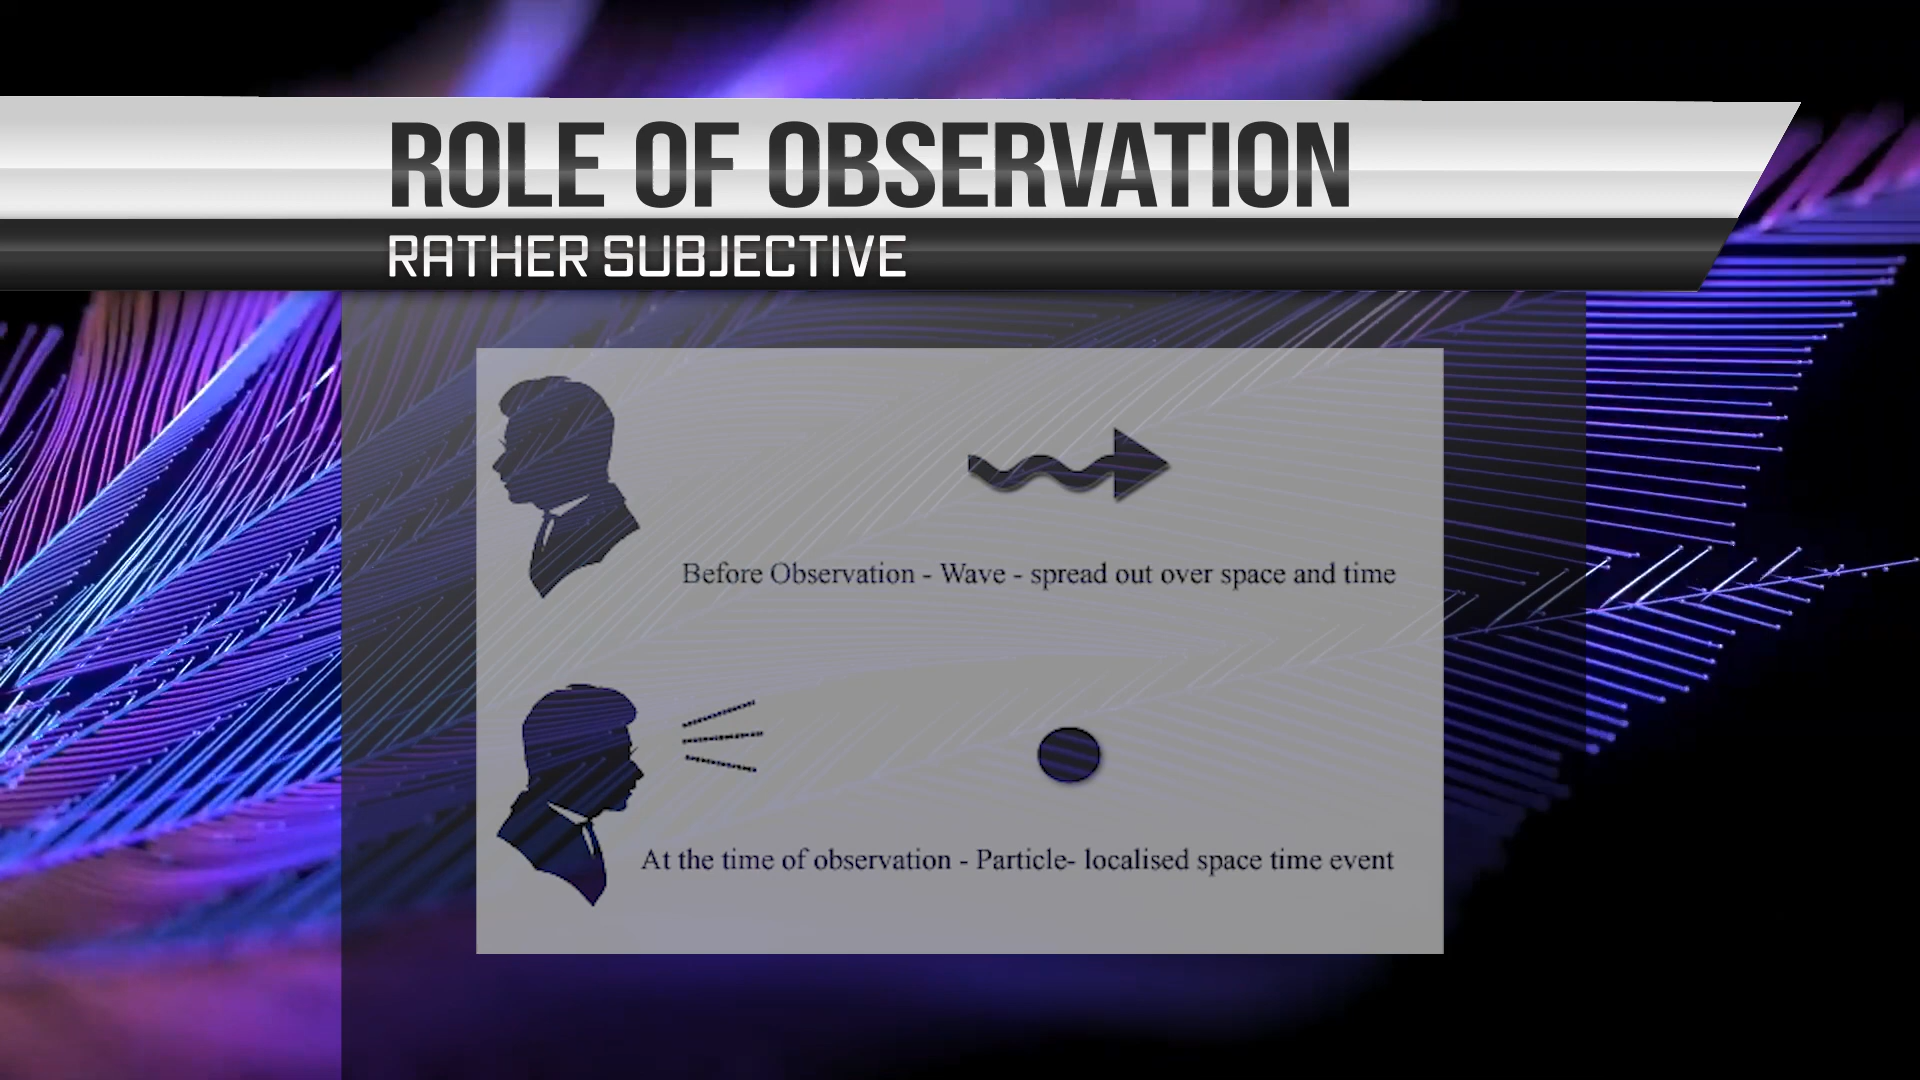 ROLE OF OBSERVATION
RATHER SUBJECTIVE
Before Observation - Wave - spread out over space and time
At the time of observation - Particle- localised space time event